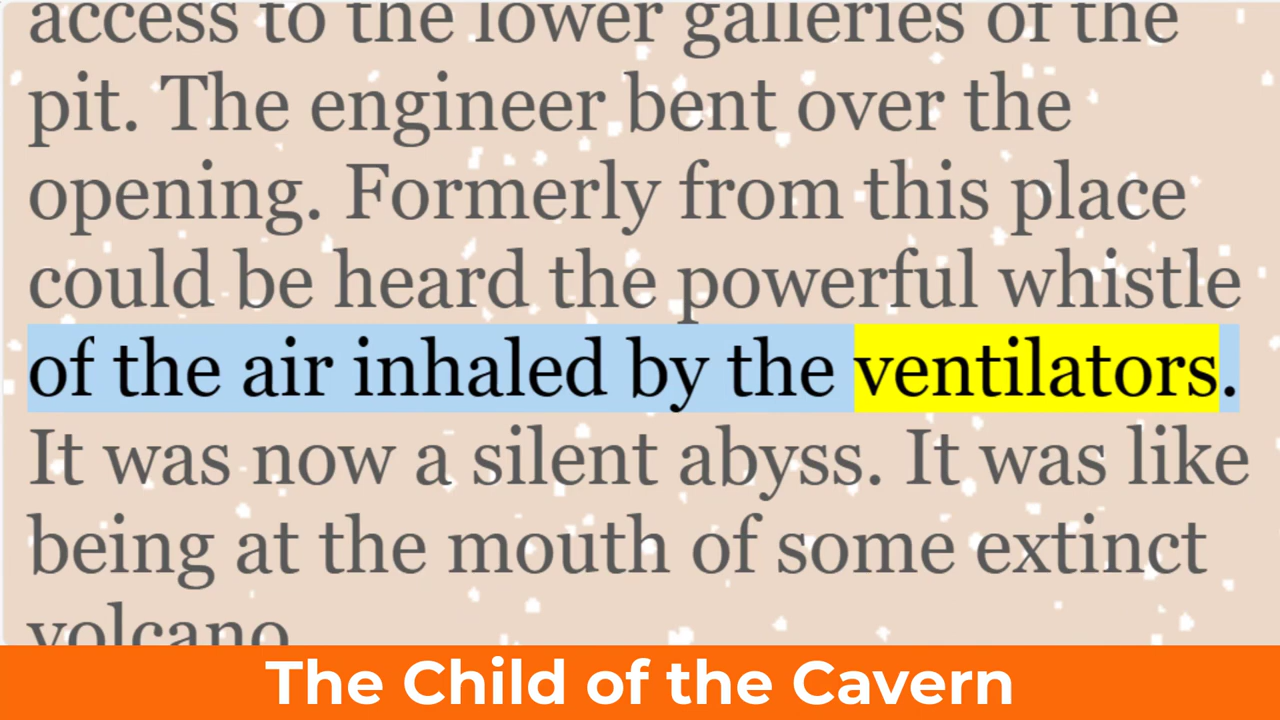 access to the lower galleries of the
pit. The engineer bent over the
opening. Formerly from this place
could be heard the powerful whistle
of the air inhaled by the ventilators.
It was now a silent abyss. It was like
being at the mouth of some extinct
volcano
The Child of the Cavern